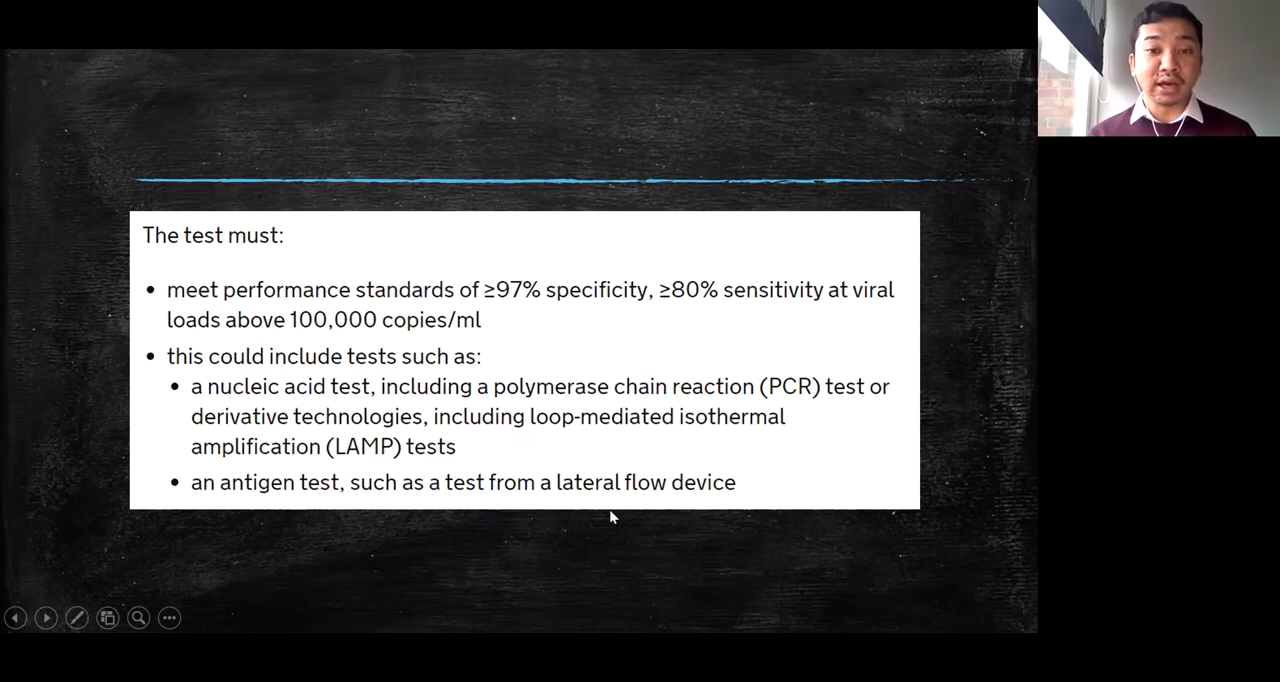 The test must:
• meet performance standards of ≥97% specificity, ≥80% sensitivity at viral
loads above 100,000 copies/ml
• this could include tests such as:
• a nucleic acid test, including a polymerase chain reaction (PCR) test or
derivative technologies, including loop-mediated isothermal
amplification (LAMP) tests
• an antigen test, such as a test from a lateral flow device